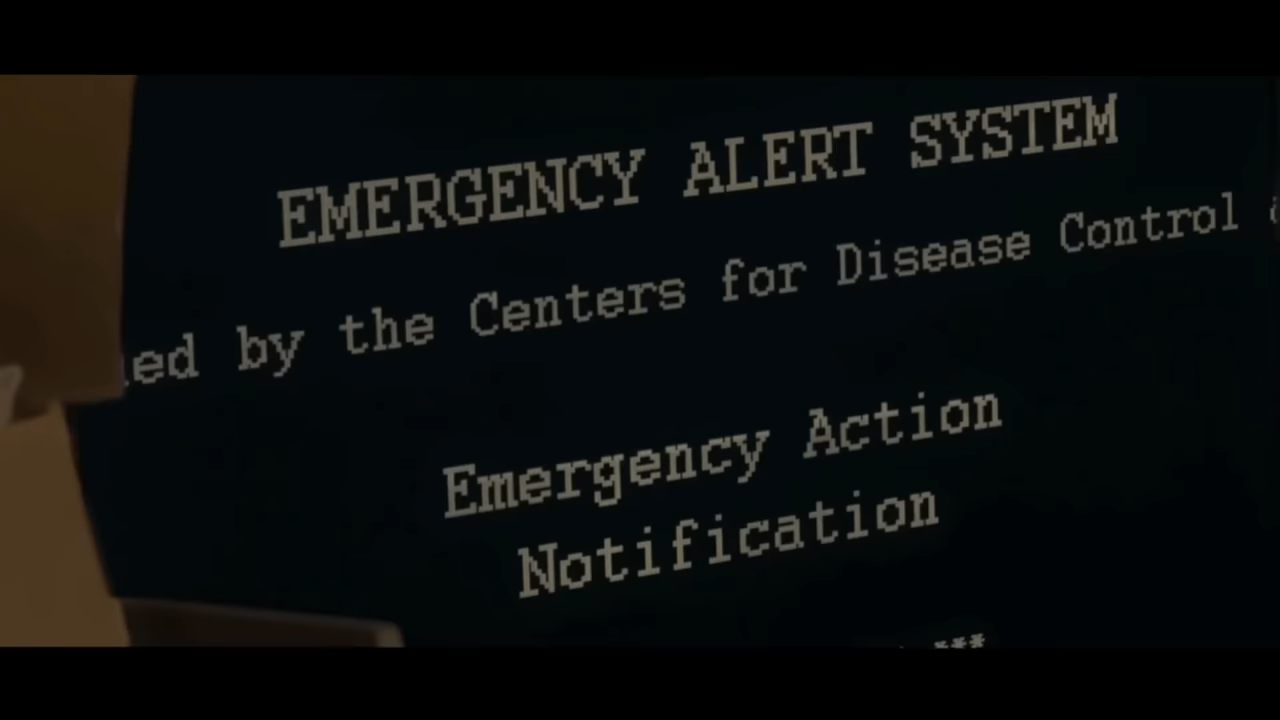 EMERGENCY ALERT SYSTEM
by the Centers for Disease Control
Emergency Action
Notification
***